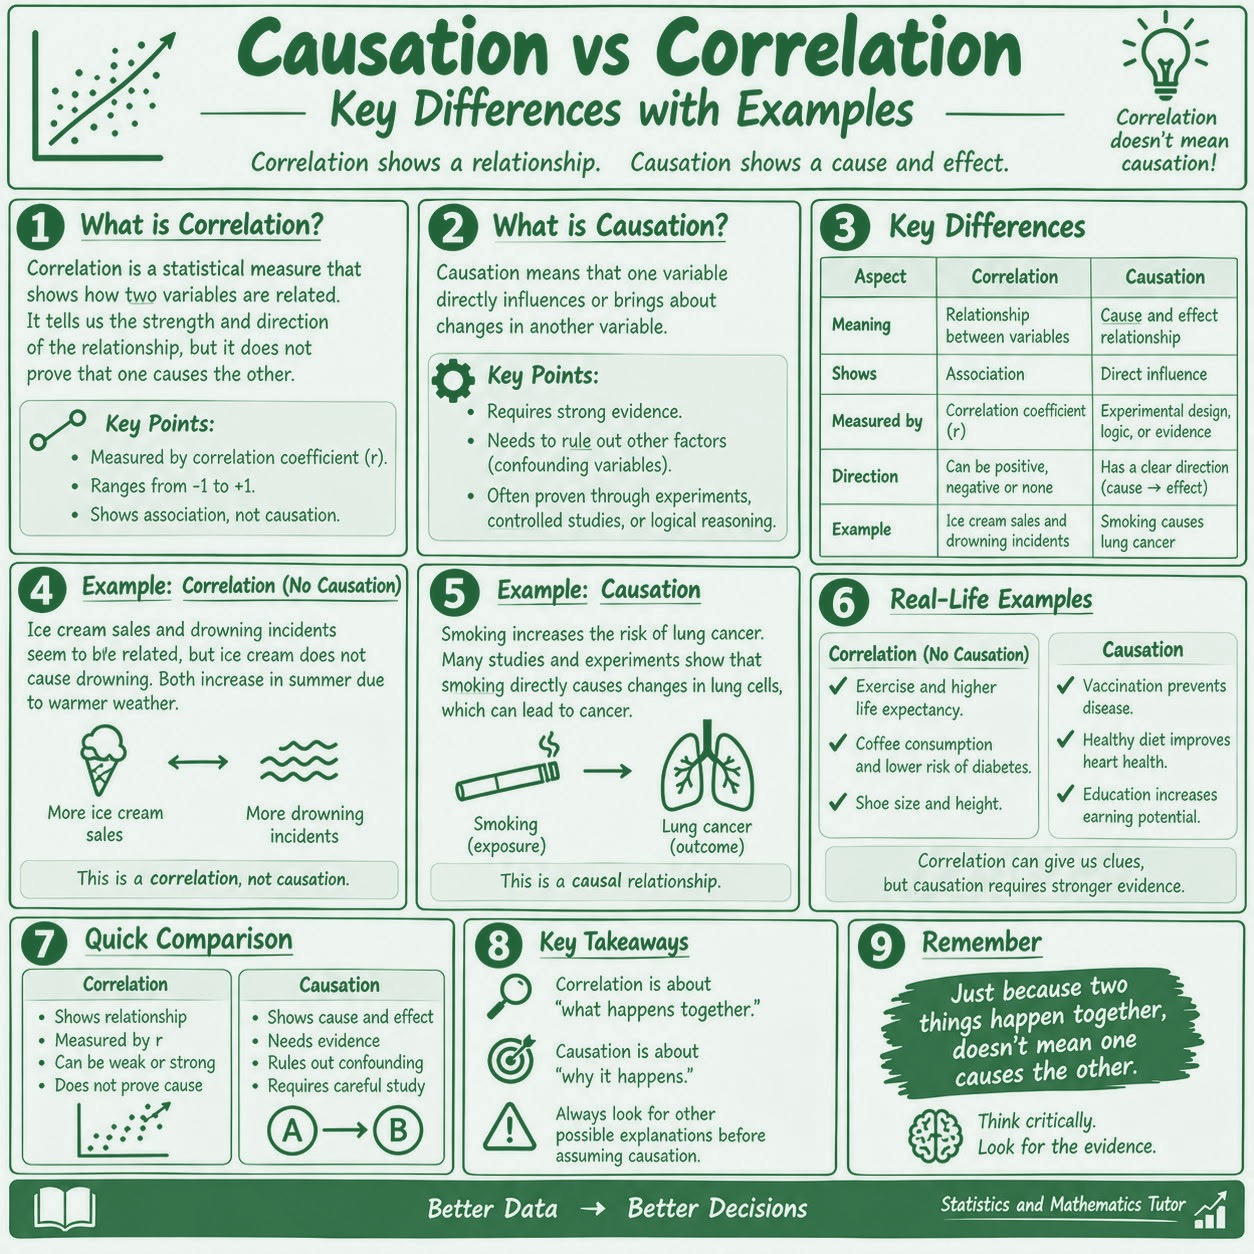 Causation vs Correlation
Key Differences with Examples
Correlation shows a relationship. Causation shows a cause and effect.
Correlation
doesn't mean
causation!
1 What is Correlation?
Correlation is a statistical measure that
shows how two variables are related.
It tells us the strength and direction
of the relationship, but it does not
prove that one causes the other.
Key Points:
• Measured by correlation coefficient (r).
• Ranges from -1 to +1.
• Shows association, not causation.
2 What is Causation?
Causation means that one variable
directly influences or brings about
changes in another variable.
Key Points:
• Requires strong evidence.
• Needs to rule out other factors
(confounding variables).
• Often proven through experiments,
controlled studies, or logical reasoning.
3 Key Differences
Aspect Correlation Causation
Meaning Relationship Cause and effect
between variables relationship
Shows Association Direct influence
Measured by Correlation coefficient Experimental design,
(r) logic, or evidence
Direction Can be positive, Has a clear direction
negative or none (cause → effect)
Example Ice cream sales and Smoking causes
drowning incidents lung cancer
4 Example: Correlation (No Causation)
Ice cream sales and drowning incidents
seem to be related, but ice cream does not
cause drowning. Both increase in summer due
to warmer weather.
More ice cream
sales
More drowning
incidents
This is a correlation, not causation.
5 Example: Causation
Smoking increases the risk of lung cancer.
Many studies and experiments show that
smoking directly causes changes in lung cells,
which can lead to cancer.
Smoking
(exposure)
Lung cancer
(outcome)
This is a causal relationship.
6 Real-Life Examples
Correlation (No Causation)
✓ Exercise and higher
life expectancy.
✓ Coffee consumption
and lower risk of diabetes.
✓ Shoe size and height.
Causation
✓ Vaccination prevents
disease.
✓ Healthy diet improves
heart health.
✓ Education increases
earning potential.
Correlation can give us clues,
but causation requires stronger evidence.
7 Quick Comparison
Correlation
• Shows relationship
• Measured by r
• Can be weak or strong
• Does not prove cause
Causation
• Shows cause and effect
• Needs evidence
• Rules out confounding
• Requires careful study
A → B
8 Key Takeaways
Correlation is about
"what happens together."
Causation is about
"why it happens."
Always look for other
possible explanations before
assuming causation.
9 Remember
Just because two
things happen together,
doesn't mean one
causes the other.
Think critically.
Look for the evidence.
Better Data → Better Decisions
Statistics and Mathematics Tutor